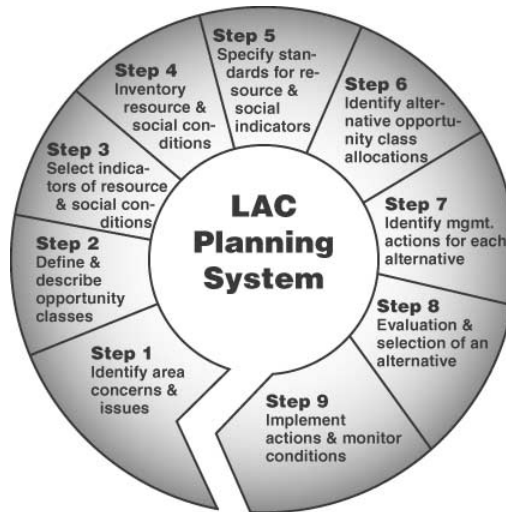 LAC
Planning
System
Step 1
Identify area
concerns &
issues
Step 2
Define &
describe
opportunity
classes
Step 3
Select indica-
tors of resource
& social con-
ditions
Step 4
Inventory
resource &
social con-
ditions
Step 5
Specify stan-
dards for re-
source &
social
indicators
Step 6
Identify alter-
native opportu-
nity class
allocations
Step 7
Identify mgmt.
actions for each
alternative
Step 8
Evaluation &
selection of an
alternative
Step 9
Implement
actions & monitor
conditions